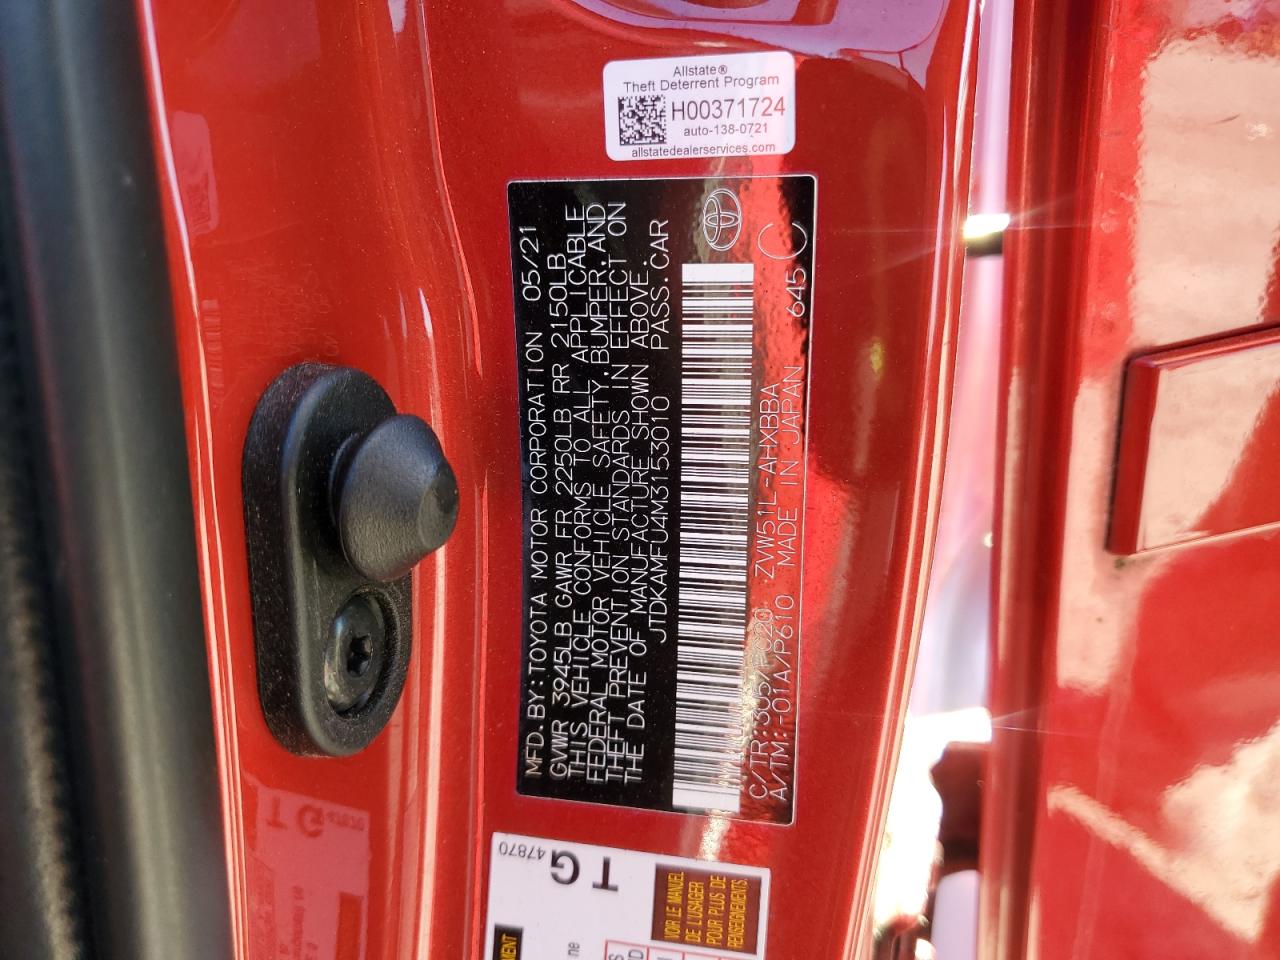 Allstate®
Theft Deterrent Program
H00371724
auto-138-0721
allstatedealerservices.com
MFD.BY:TOYOTA MOTOR CORPORATION 05/21
GVWR 3945LB GAWR FR 2250LB RR 2150LB
THIS VEHICLE CONFORMS TO ALL APPLICABLE
FEDERAL MOTOR VEHICLE SAFETY,BUMPER,AND
THEFT PREVENTION STANDARDS IN EFFECT ON
THE DATE OF MANUFACTURE SHOWN ABOVE.
JTDKAMFU4M3153010 PASS.CAR
C/TR:3U5/FC20 ZVW51L-AHXBBA
A/TM:-01A/P610 MADE IN JAPAN 645 C
TG
47870
VOIR LE MANUEL
DE L'USAGER
POUR PLUS DE
RENSEIGNEMENTS.